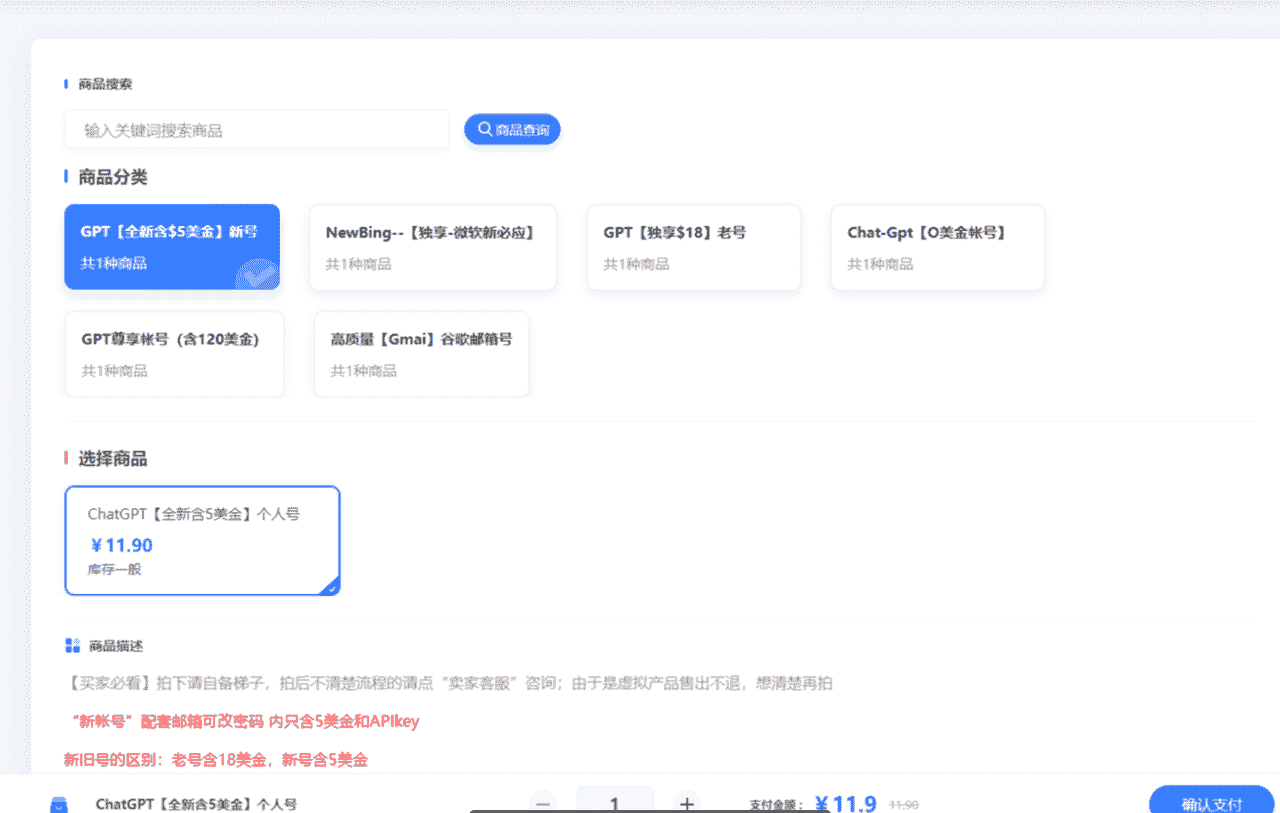 商品搜索
输入关键词搜索商品
商品查询
商品分类
GPT【全新含$5美金】新号
共1种商品
NewBing--【独享-微软新必应】
共1种商品
GPT【独享$18】老号
共1种商品
Chat-Gpt【O美金帐号】
共1种商品
GPT尊享帐号（含120美金）
共1种商品
高质量【Gmai】谷歌邮箱号
共1种商品
选择商品
ChatGPT【全新含5美金】个人号
￥11.90
库存一般
商品描述
【买家必看】拍下请自备梯子，拍后不清楚流程的请点“卖家客服”咨询；由于是虚拟产品售出不退，想清楚再拍
“新帐号”配套邮箱可改密码 内只含5美金和APIkey
新旧号的区别：老号含18美金，新号含5美金
ChatGPT【全新含5美金】个人号
1
支付金额：￥11.9 11.90
确认支付